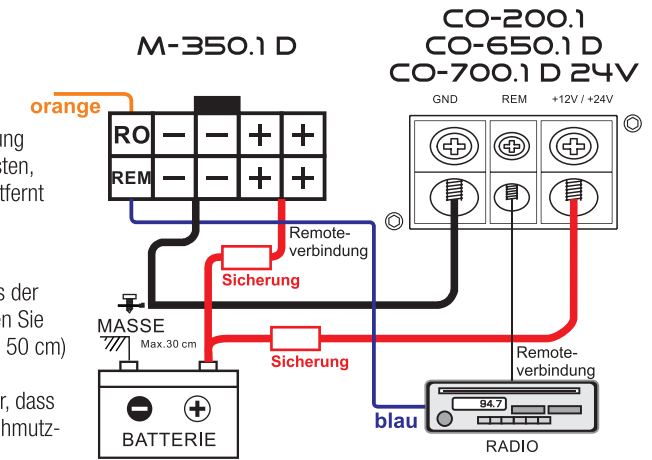 M-350.1 D
CO-200.1
CO-650.1 D
CO-700.1 D 24V
GND REM +12V / +24V
orange
RO − − + +
REM − − + +
ung
sten,
tfernt
Remote-
verbindung
Sicherung
s der
en Sie
50 cm)
MASSE
Max.30 cm
Sicherung
Remote-
verbindung
r, dass
chmutz-
− +
BATTERIE
blau
94.7
RADIO